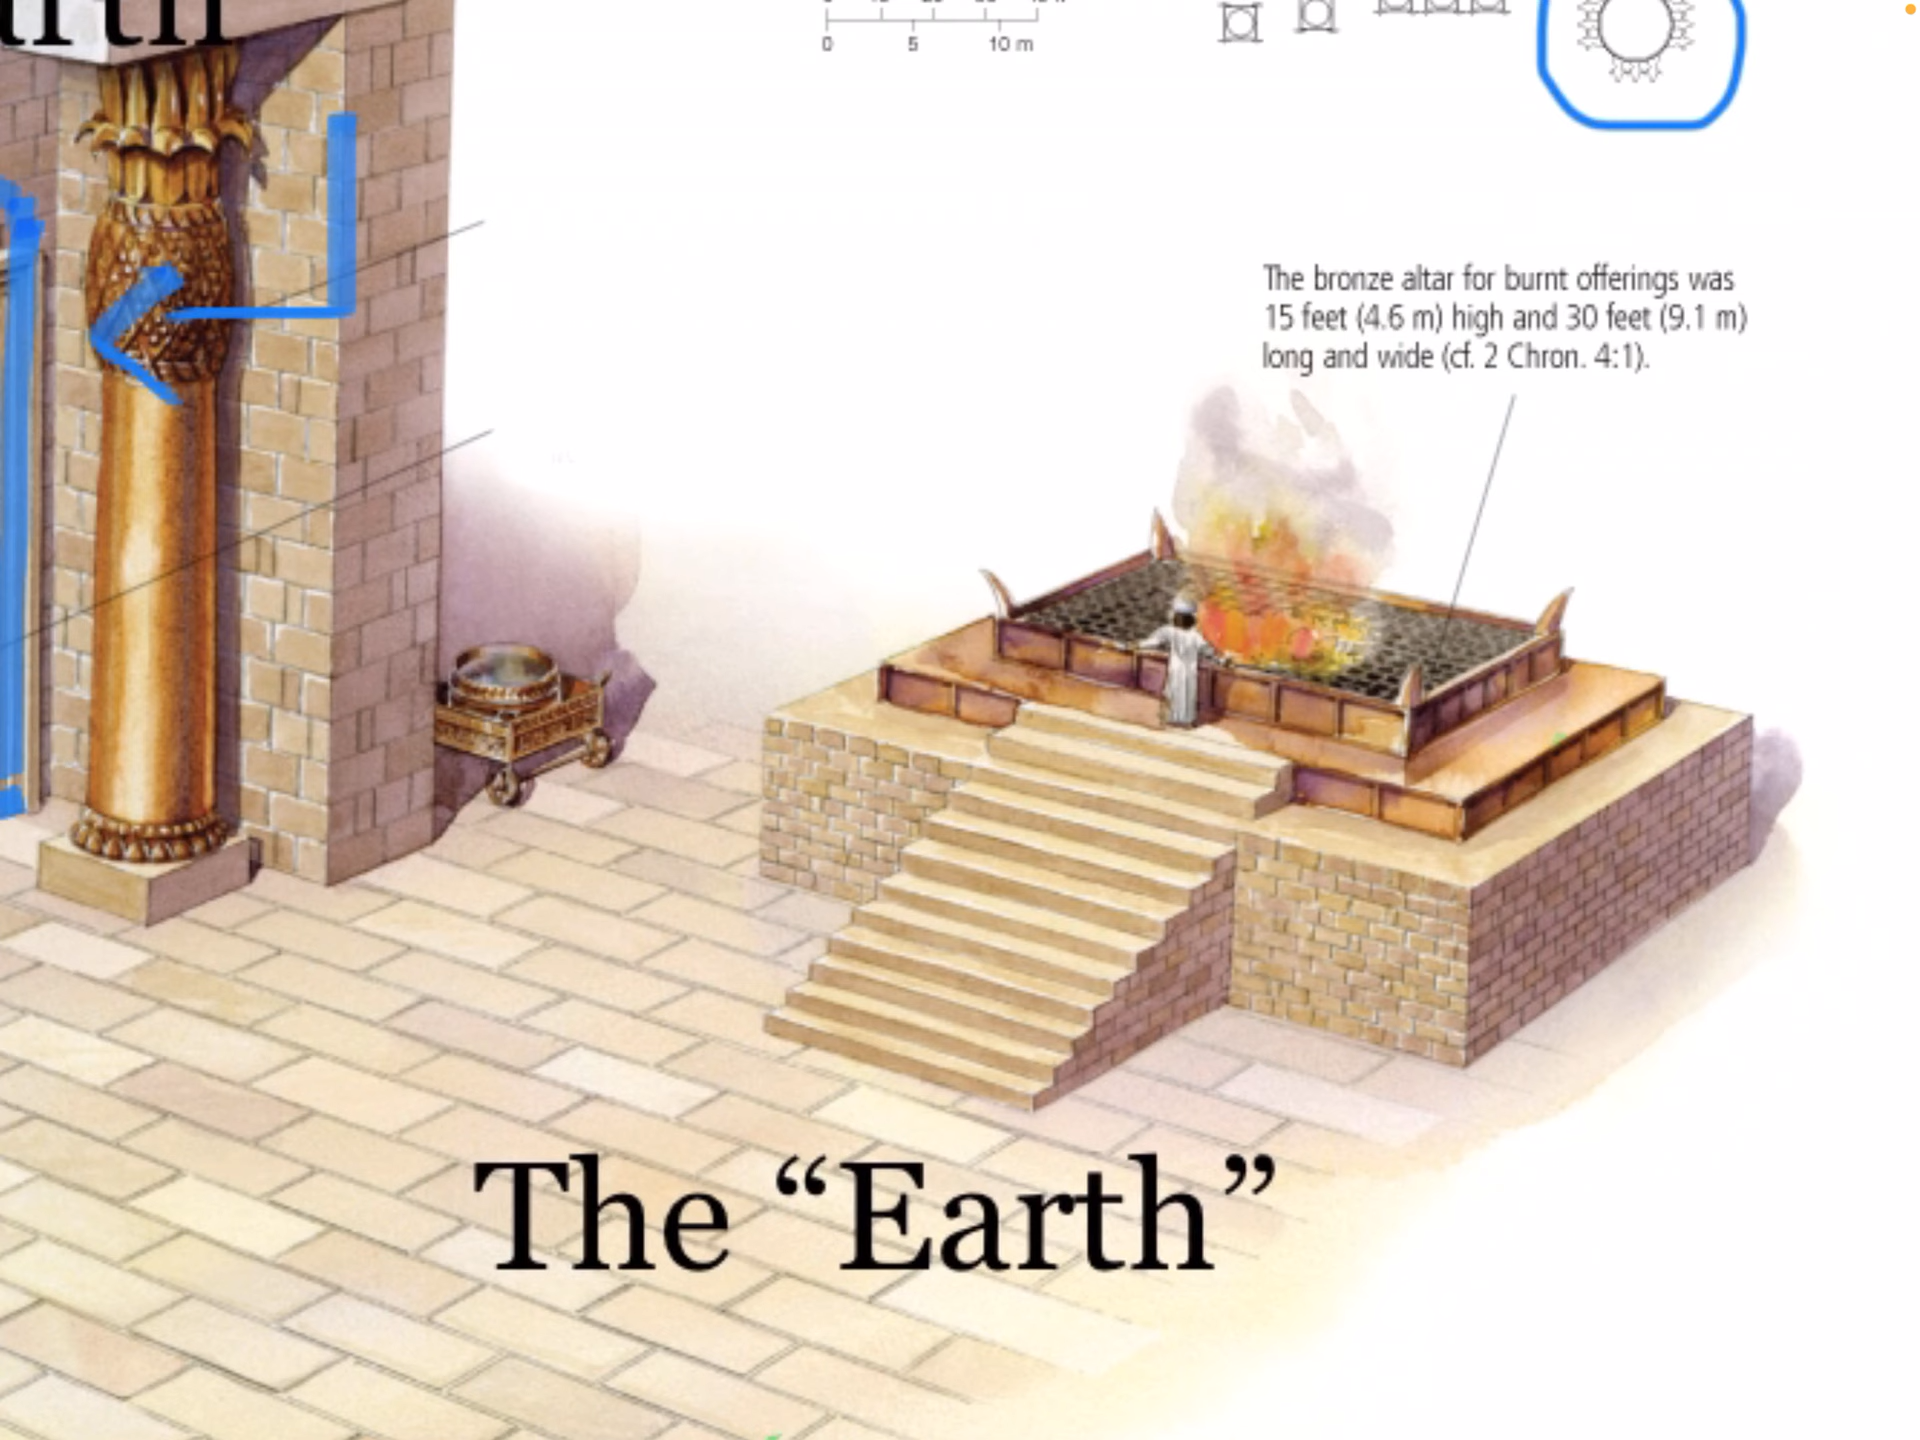 0 5 10 m
The bronze altar for burnt offerings was
15 feet (4.6 m) high and 30 feet (9.1 m)
long and wide (cf. 2 Chron. 4:1).
The “Earth”